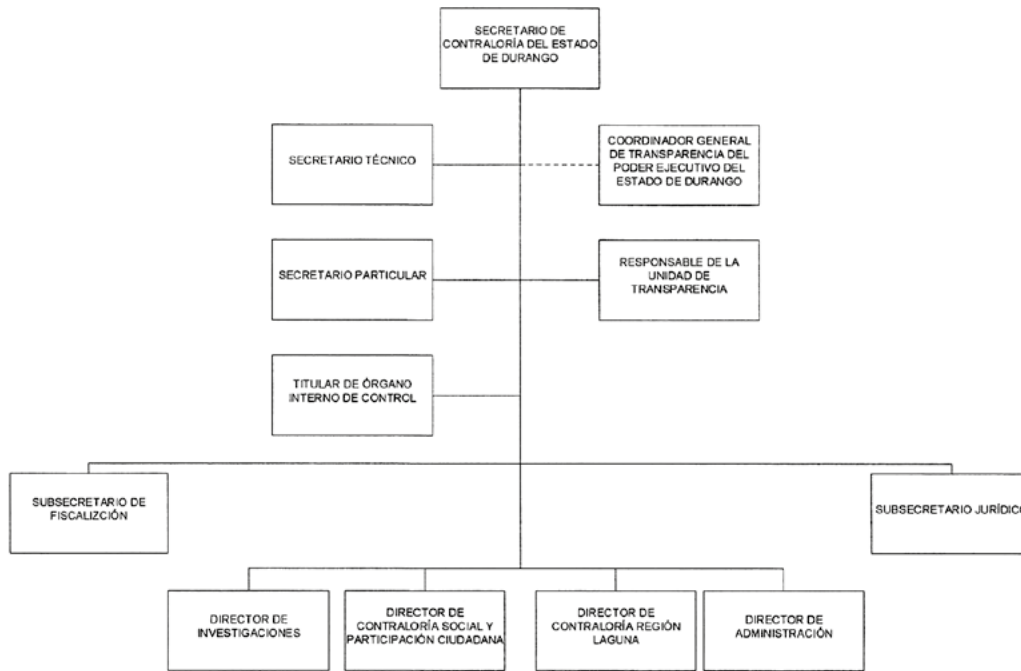 SECRETARIO DE
CONTRALORÍA DEL ESTADO
DE DURANGO
SECRETARIO TÉCNICO
COORDINADOR GENERAL
DE TRANSPARENCIA DEL
PODER EJECUTIVO DEL
ESTADO DE DURANGO
SECRETARIO PARTICULAR
RESPONSABLE DE LA
UNIDAD DE
TRANSPARENCIA
TITULAR DE ÓRGANO
INTERNO DE CONTROL
SUBSECRETARIO DE
FISCALIZCIÓN
SUBSECRETARIO JURÍDICO
DIRECTOR DE
INVESTIGACIONES
DIRECTOR DE
CONTRALORÍA SOCIAL Y
PARTICIPACIÓN CIUDADANA
DIRECTOR DE
CONTRALORÍA REGIÓN
LAGUNA
DIRECTOR DE
ADMINISTRACIÓN